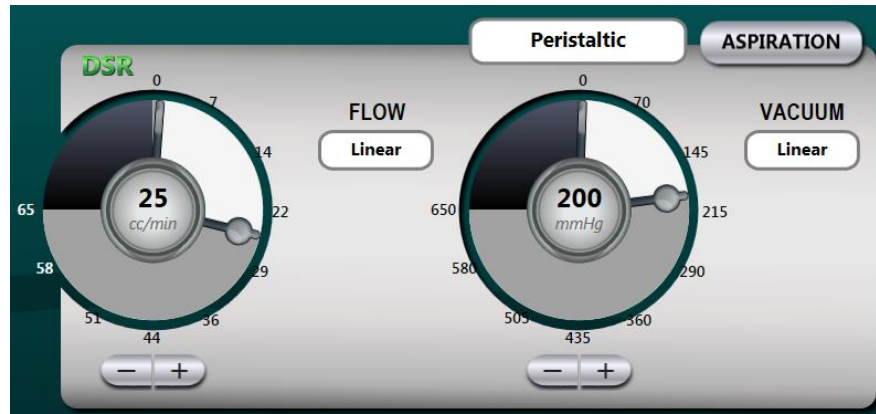 Peristaltic
ASPIRATION
DSR
FLOW
Linear
0
7
14
22
29
36
44
51
58
65
25
cc/min
−
+
VACUUM
Linear
0
70
145
215
290
360
435
505
580
650
200
mmHg
−
+